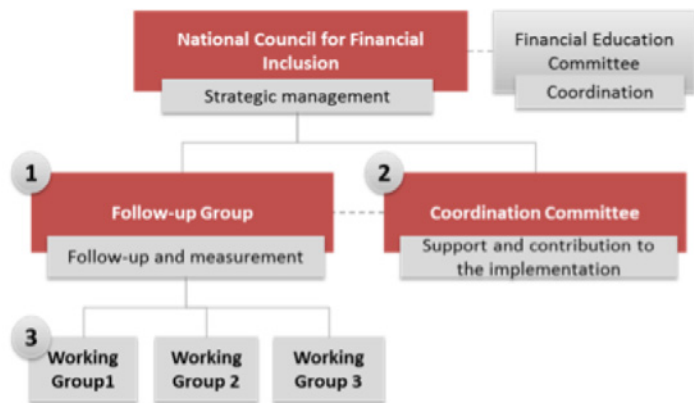 National Council for Financial
Inclusion
Strategic management
Financial Education
Committee
Coordination
1
Follow-up Group
Follow-up and measurement
2
Coordination Committee
Support and contribution to
the implementation
3
Working
Group1
Working
Group 2
Working
Group 3